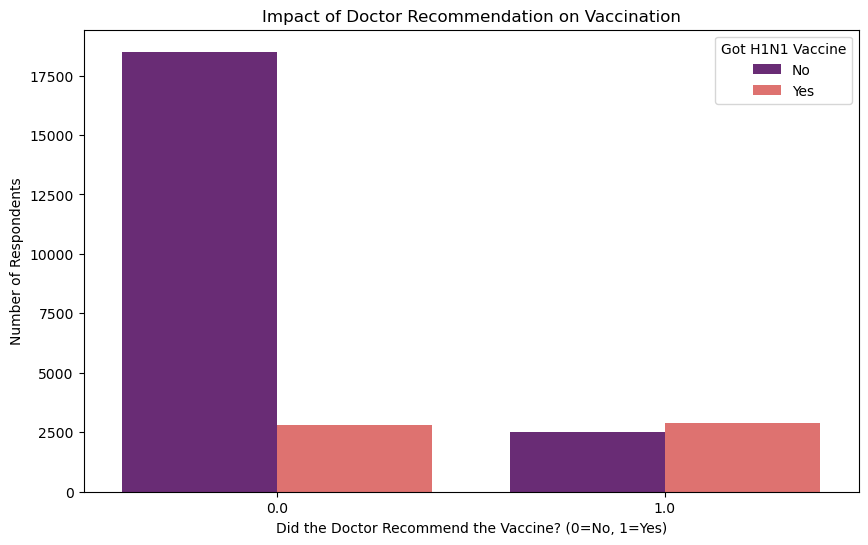 Impact of Doctor Recommendation on Vaccination
Got H1N1 Vaccine
No
Yes
17500
15000
12500
10000
7500
5000
2500
0
Number of Respondents
0.0
1.0
Did the Doctor Recommend the Vaccine? (0=No, 1=Yes)